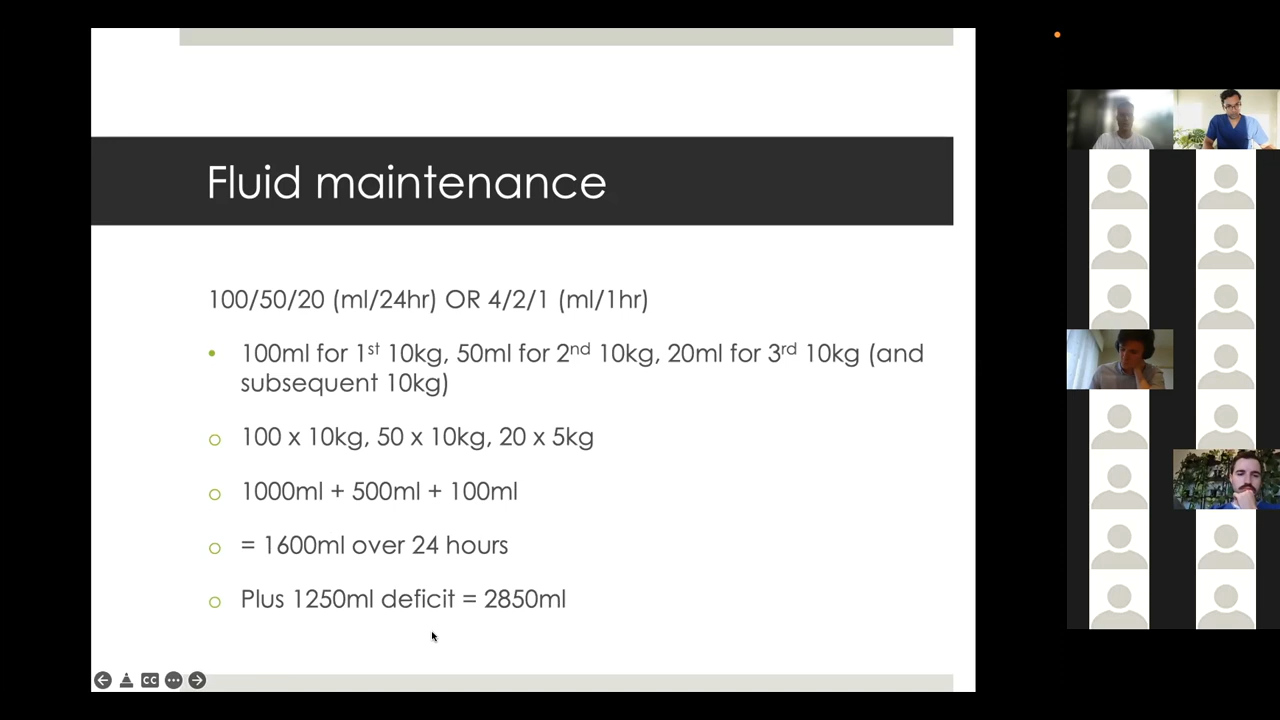 Fluid maintenance
100/50/20 (ml/24hr) OR 4/2/1 (ml/1hr)
• 100ml for 1st 10kg, 50ml for 2nd 10kg, 20ml for 3rd 10kg (and
subsequent 10kg)
o 100 x 10kg, 50 x 10kg, 20 x 5kg
o 1000ml + 500ml + 100ml
o = 1600ml over 24 hours
o Plus 1250ml deficit = 2850ml
CC